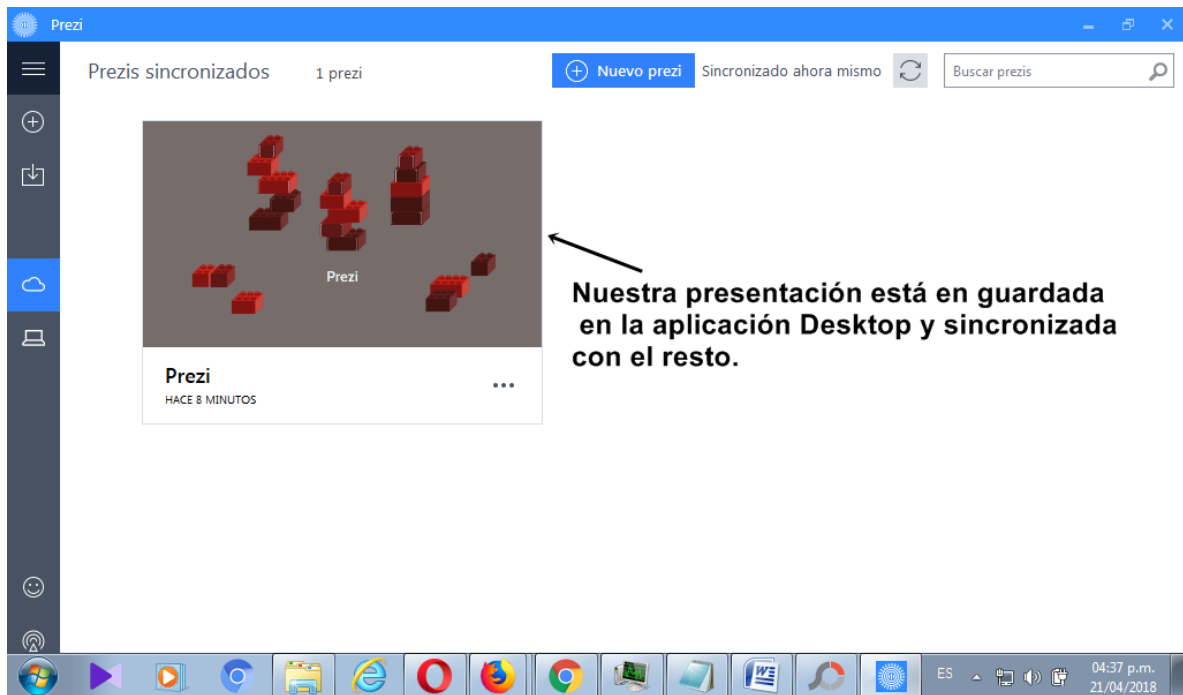 Prezi
Prezis sincronizados
1 prezi
Nuevo prezi
Sincronizado ahora mismo
Buscar prezis
Prezi
Nuestra presentación está en guardada
en la aplicación Desktop y sincronizada
con el resto.
Prezi
HACE 8 MINUTOS
ES
04:37 p.m.
21/04/2018